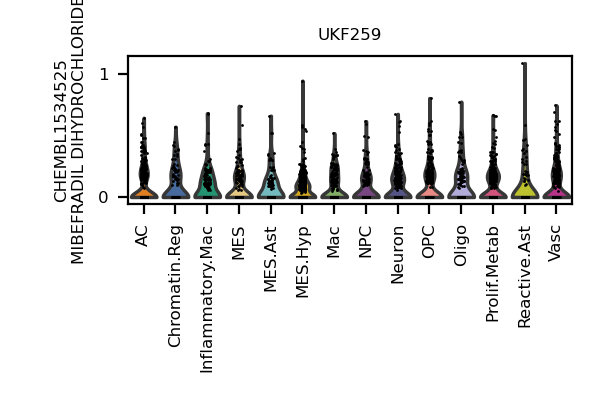 UKF259
CHEMBL1534525
MIBEFRADIL DIHYDROCHLORIDE
1
0
AC
Chromatin.Reg
Inflammatory.Mac
MES
MES.Ast
MES.Hyp
Mac
NPC
Neuron
OPC
Oligo
Prolif.Metab
Reactive.Ast
Vasc